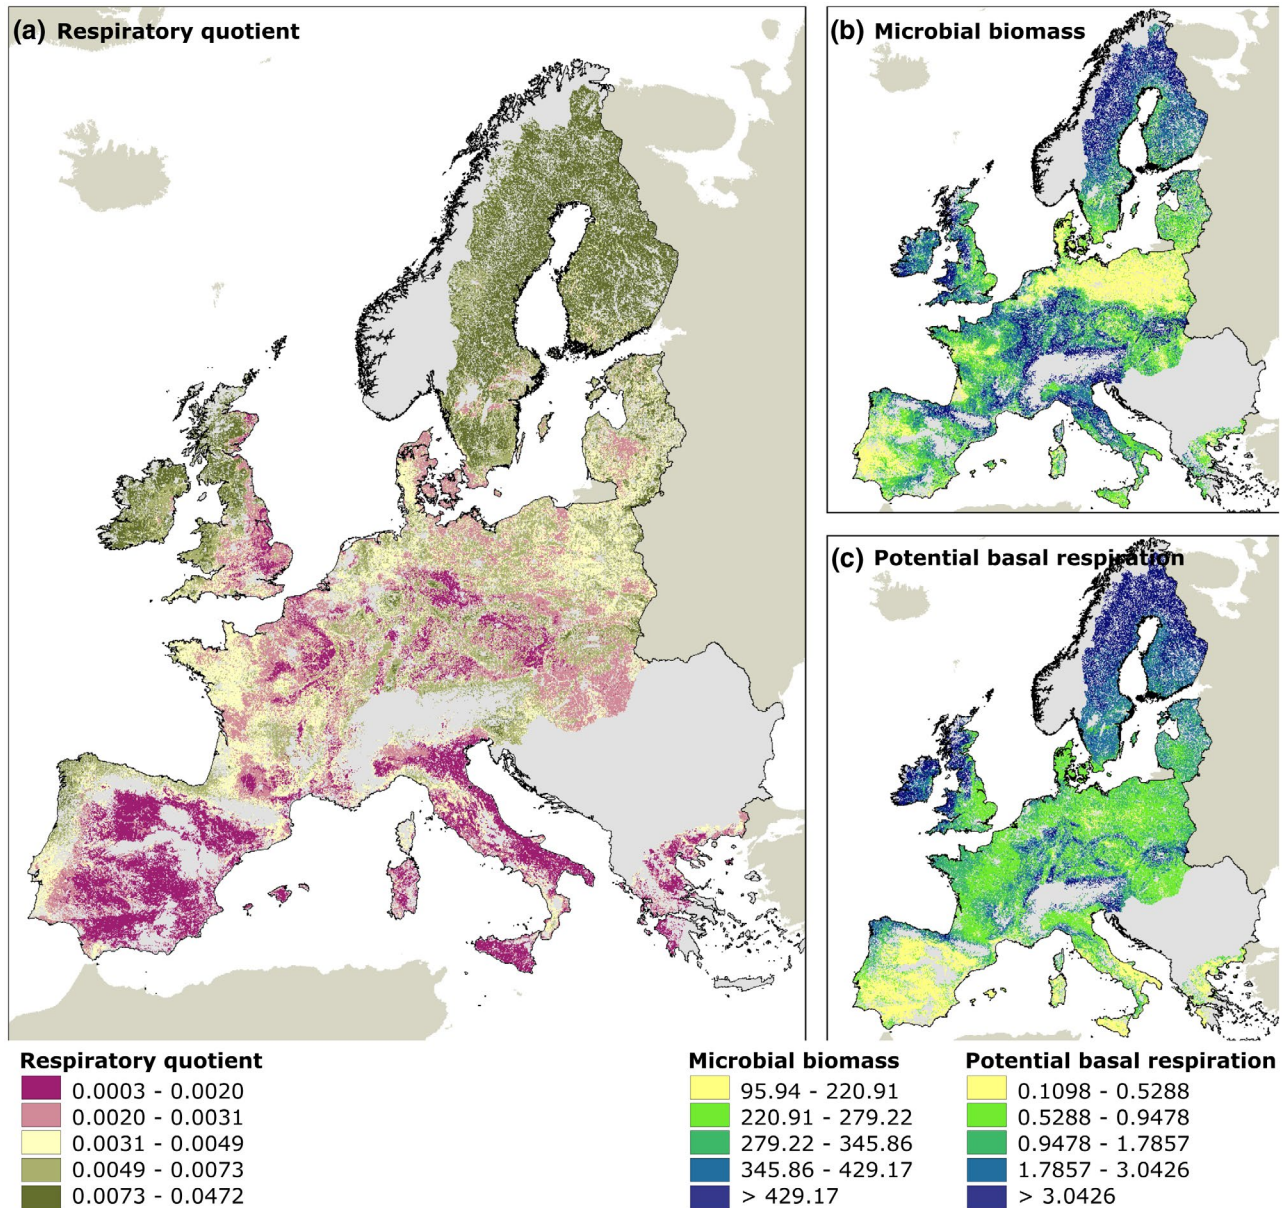 (a) Respiratory quotient
(b) Microbial biomass
(c) Potential basal respiration
Respiratory quotient
0.0003 - 0.0020
0.0020 - 0.0031
0.0031 - 0.0049
0.0049 - 0.0073
0.0073 - 0.0472
Microbial biomass
95.94 - 220.91
220.91 - 279.22
279.22 - 345.86
345.86 - 429.17
> 429.17
Potential basal respiration
0.1098 - 0.5288
0.5288 - 0.9478
0.9478 - 1.7857
1.7857 - 3.0426
> 3.0426